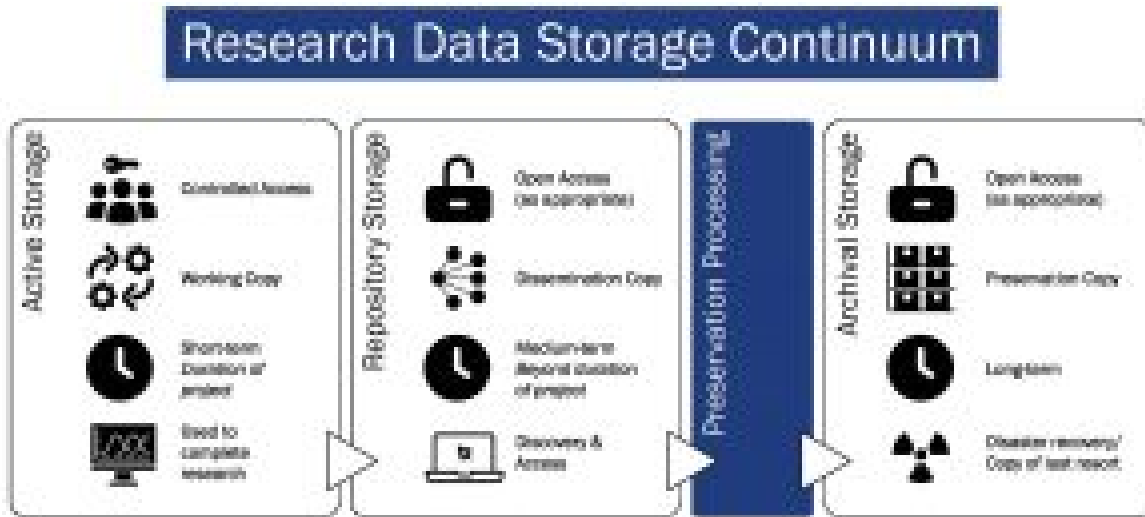 Research Data Storage Continuum
Active Storage
Controlled Access
Working Copy
Short-term
Duration of
project
Used to
complete
research
Repository Storage
Open Access
(as appropriate)
Dissemination Copy
Medium-term
Beyond duration
of project
Discovery &
Access
Preservation Processing
Archival Storage
Open Access
(as appropriate)
Preservation Copy
Long-term
Disaster recovery/
Copy of last resort